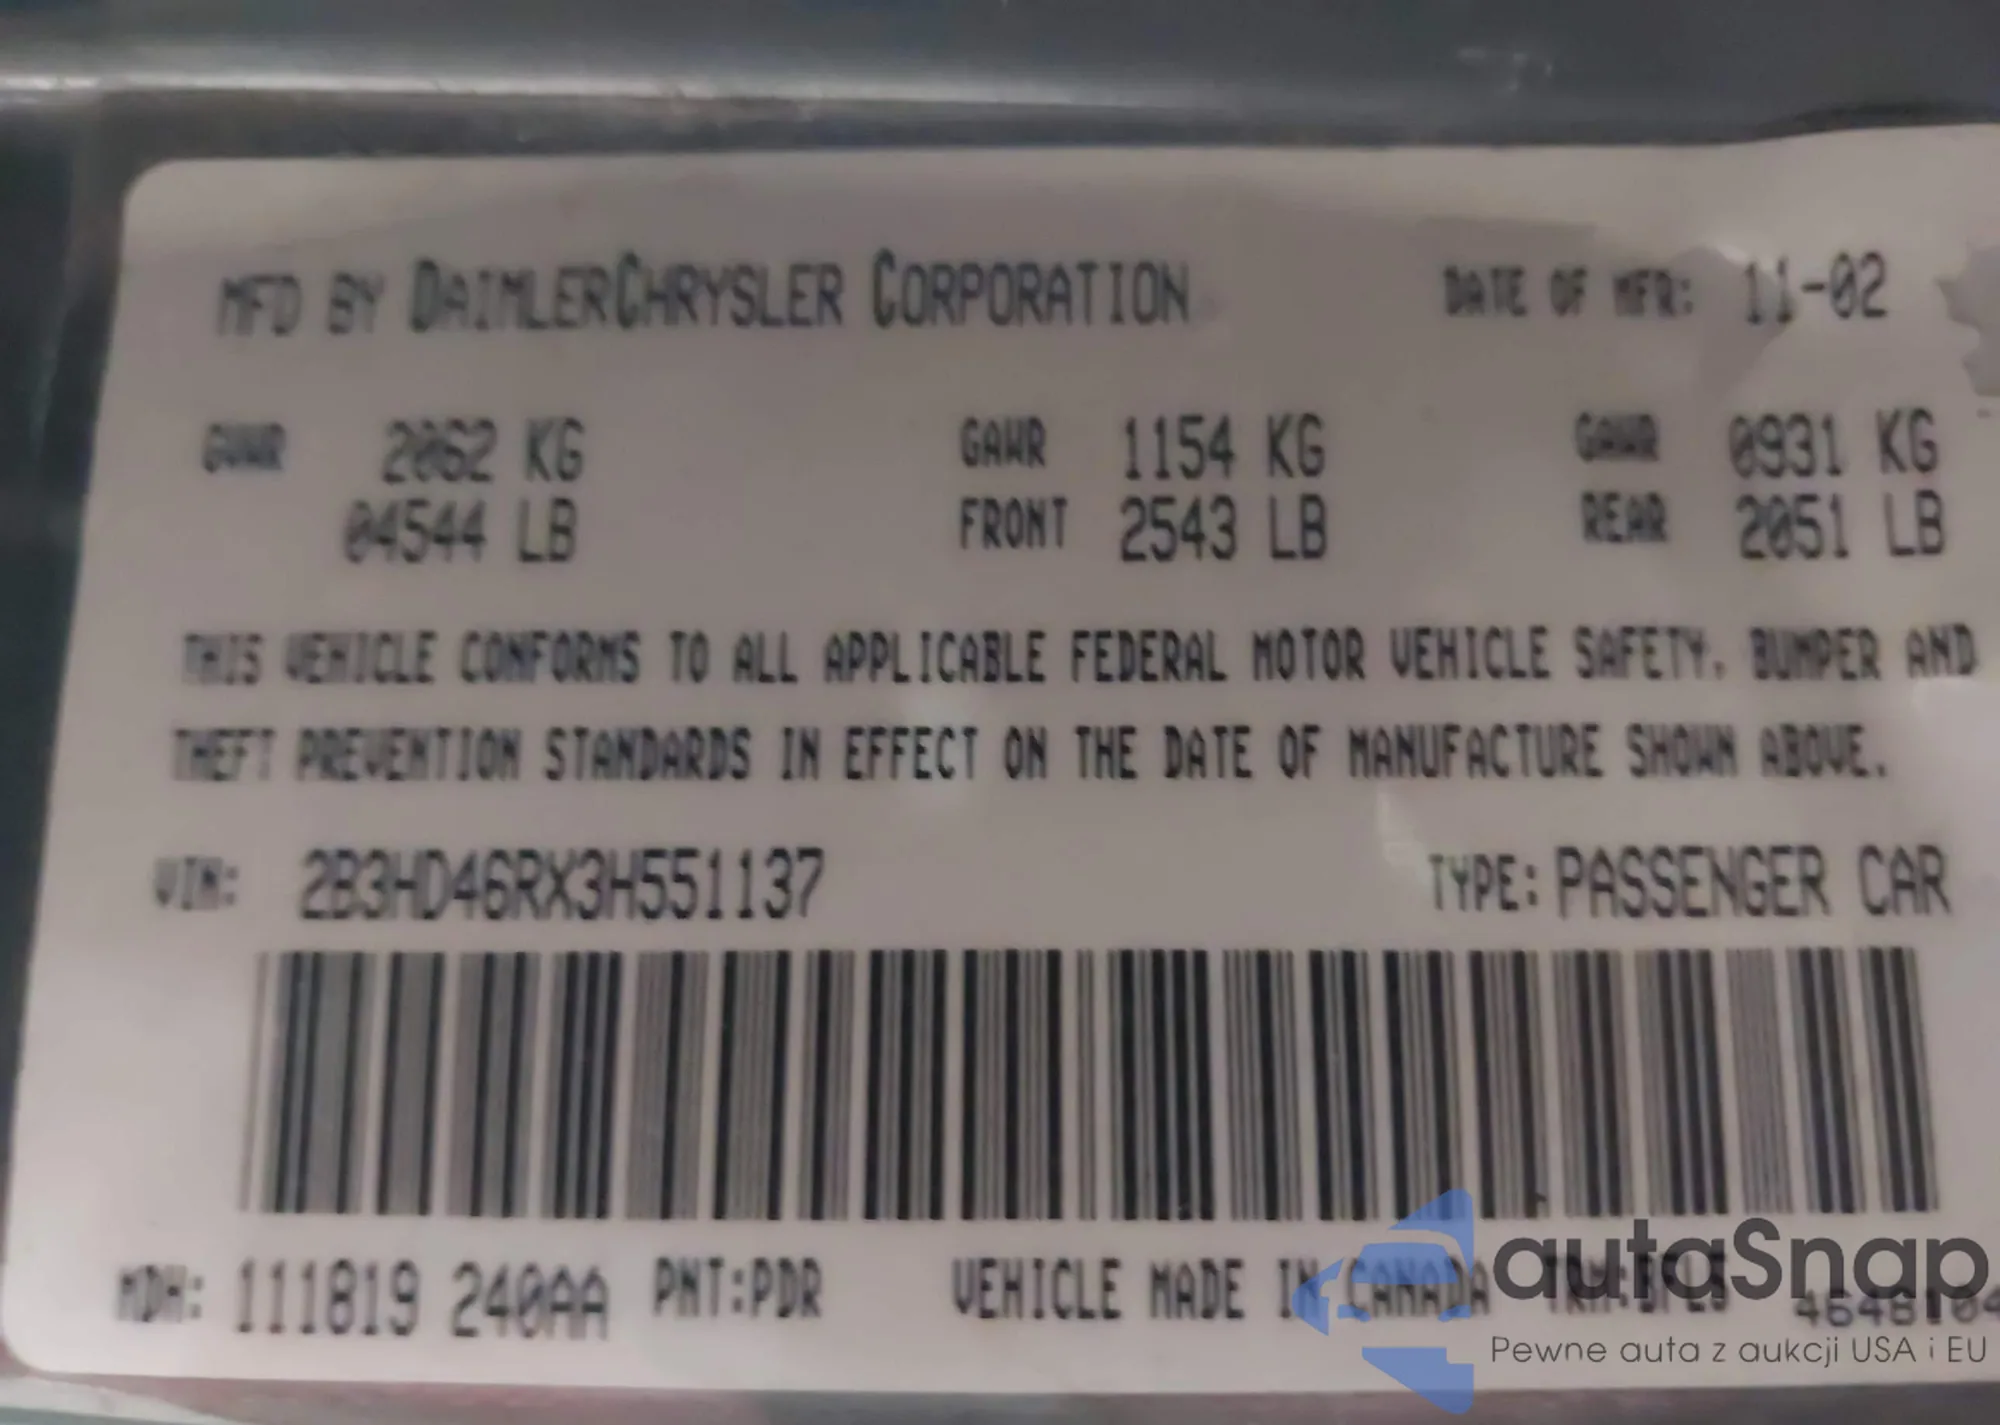 MFD BY DAIMLERCHRYSLER CORPORATION DATE OF MFR: 11-02
GVWR 2062 KG GAWR 1154 KG GAWR 0931 KG
04544 LB FRONT 2543 LB REAR 2051 LB
THIS VEHICLE CONFORMS TO ALL APPLICABLE FEDERAL MOTOR VEHICLE SAFETY, BUMPER AND
THEFT PREVENTION STANDARDS IN EFFECT ON THE DATE OF MANUFACTURE SHOWN ABOVE.
VIN: 2B3HD46RX3H551137 TYPE: PASSENGER CAR
MDH: 111819 240AA PNT:PDR VEHICLE MADE IN CANADA
autaSnap
Pewne auta z aukcji USA i EU